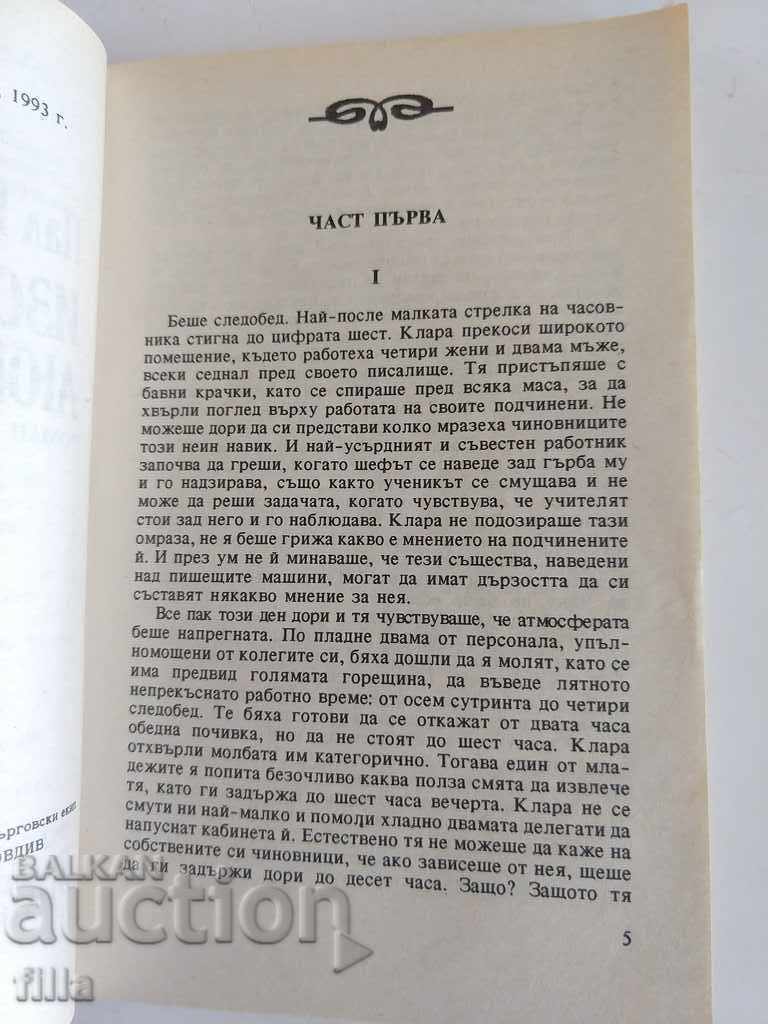 1993 г.
ЧАСТ ПЪРВА
I
Беше следобед. Най-после малката стрелка на часов-
ника стигна до цифрата шест. Клара прекоси широкото
помещение, където работеха четири жени и двама мъже,
всеки седнал пред своето писалище. Тя пристъпяше с
бавни крачки, като се спираше пред всяка маса, за да
хвърли поглед върху работата на своите подчинени. Не
можеше дори да си представи колко мразеха чиновниците
този неин навик. И най-усърдният и съвестен работник
започва да греши, когато шефът се наведе зад гърба му
и го надзирава, също както ученикът се смущава и не
може да реши задачата, когато чувствува, че учителят
стои зад него и го наблюдава. Клара не подозираше тази
омраза, не я беше грижа какво е мнението на подчинените
й. И през ум не й минаваше, че тези същества, наведени
над пишещите машини, могат да имат дързостта да си
съставят някакво мнение за нея.
Все пак този ден дори и тя чувствуваше, че атмосферата
беше напрегната. По пладне двама от персонала, упъл-
номощени от колегите си, бяха дошли да я молят, като се
има предвид голямата горещина, да въведе лятното
непрекъснато работно време: от осем сутринта до четири
следобед. Те бяха готови да се откажат от двата часа
обедна почивка, но да не стоят до шест часа. Клара
отхвърли молбата им категорично. Тогава един от мла-
дежите я попита безочливо каква полза смята да извлече
тя, като ги задържа до шест часа вечерта. Клара не се
смути ни най-малко и помоли хладно двамата делегати да
напуснат кабинета й. Естествено тя не можеше да каже на
собствените си чиновници, че ако зависеше от нея, щеше
да ги задържи дори до десет часа. Защо? Защото тя
5
ърговски екип
ОВДИВ
BALKAN
auction
filla